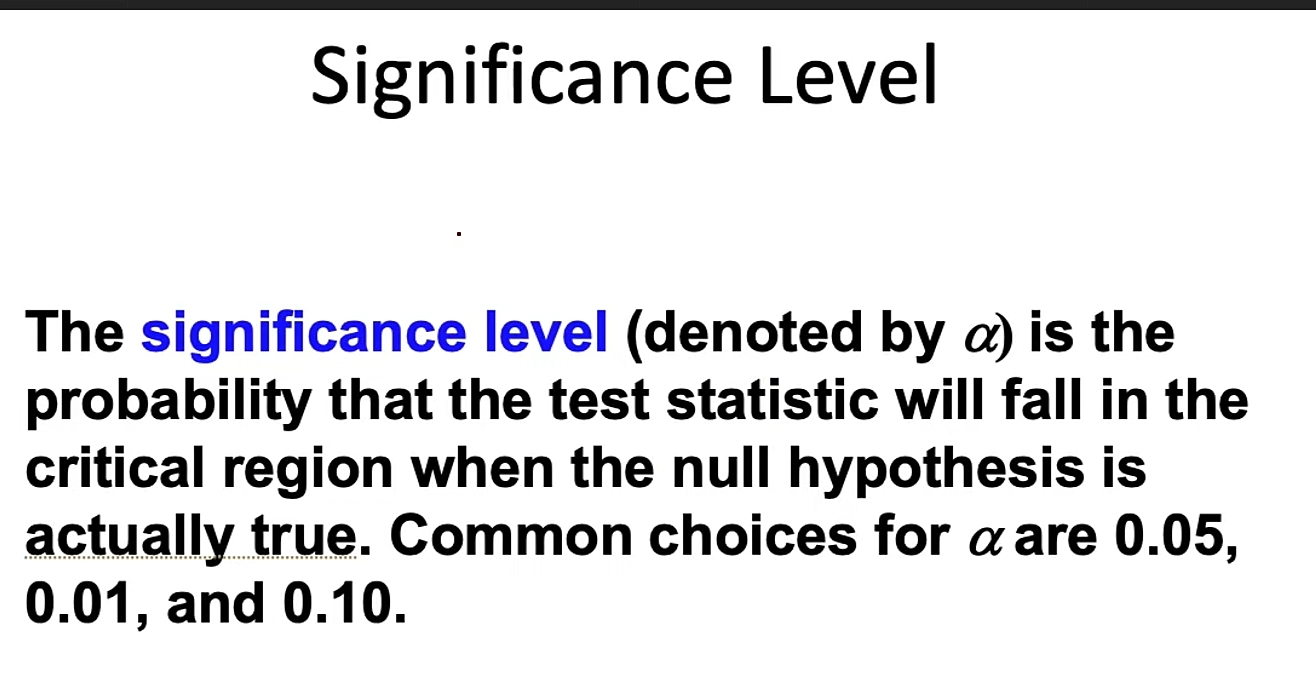 Significance Level
The significance level (denoted by α) is the
probability that the test statistic will fall in the
critical region when the null hypothesis is
actually true. Common choices for α are 0.05,
0.01, and 0.10.